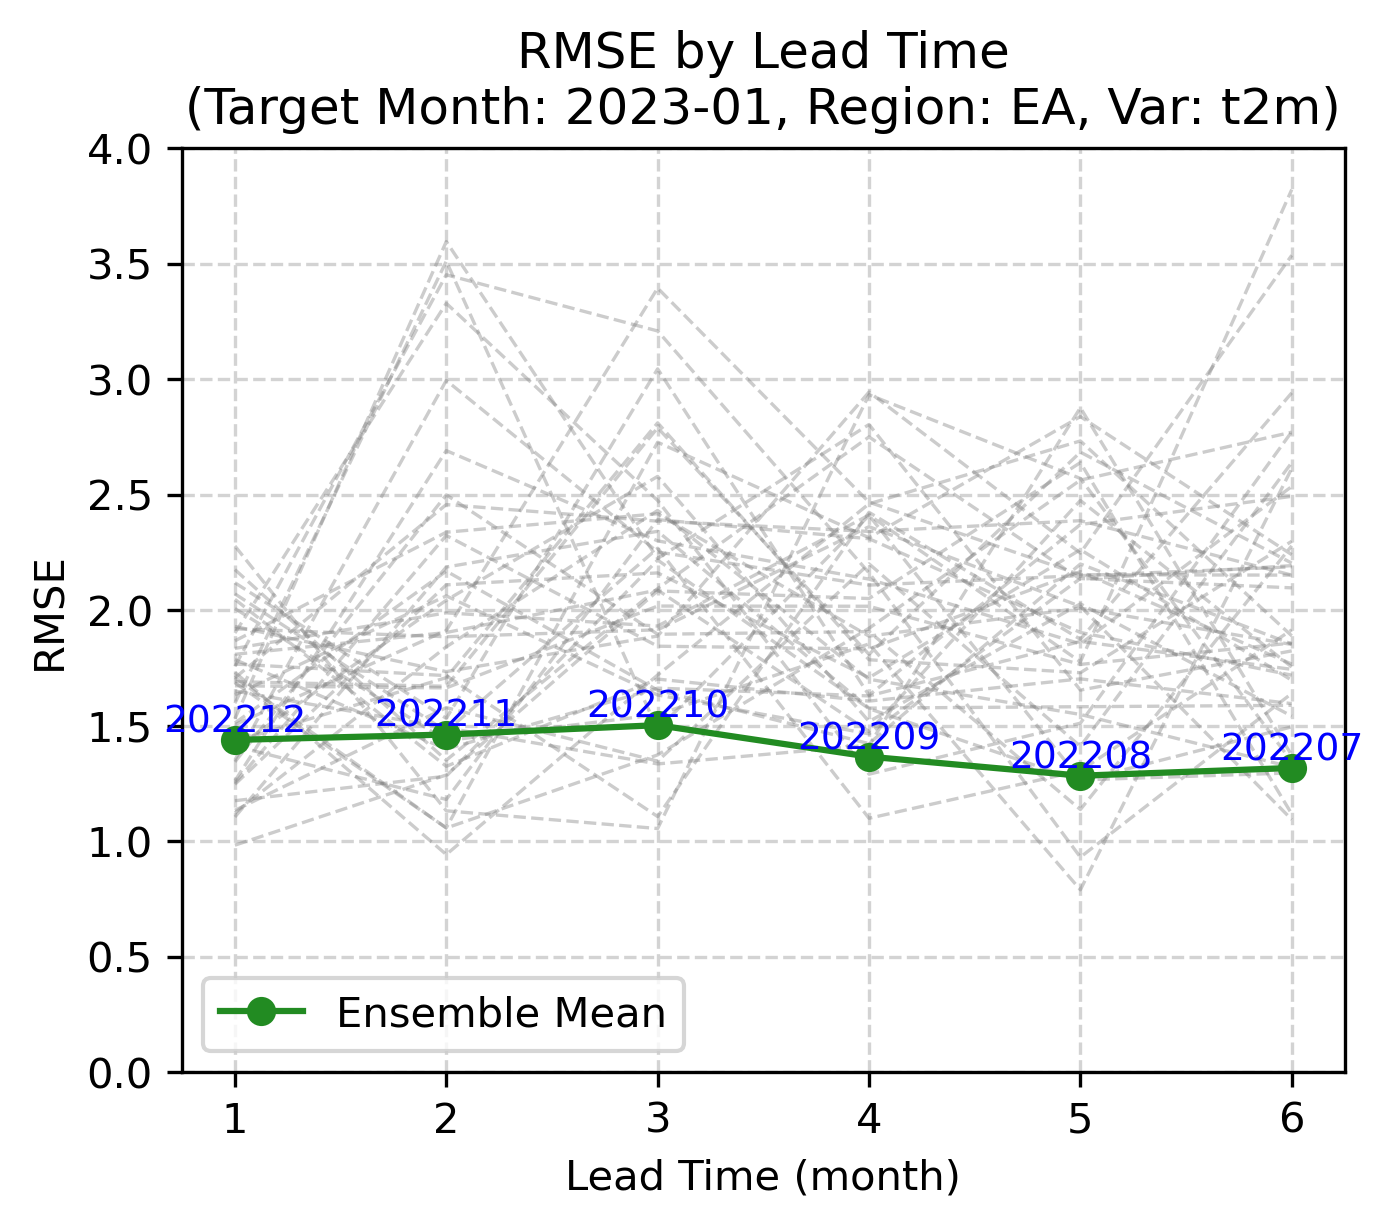 RMSE by Lead Time
(Target Month: 2023-01, Region: EA, Var: t2m)
4.0
3.5
3.0
2.5
2.0
1.5
1.0
0.5
0.0
RMSE
202212
202211
202210
202209
202208
202207
Ensemble Mean
1 2 3 4 5 6
Lead Time (month)